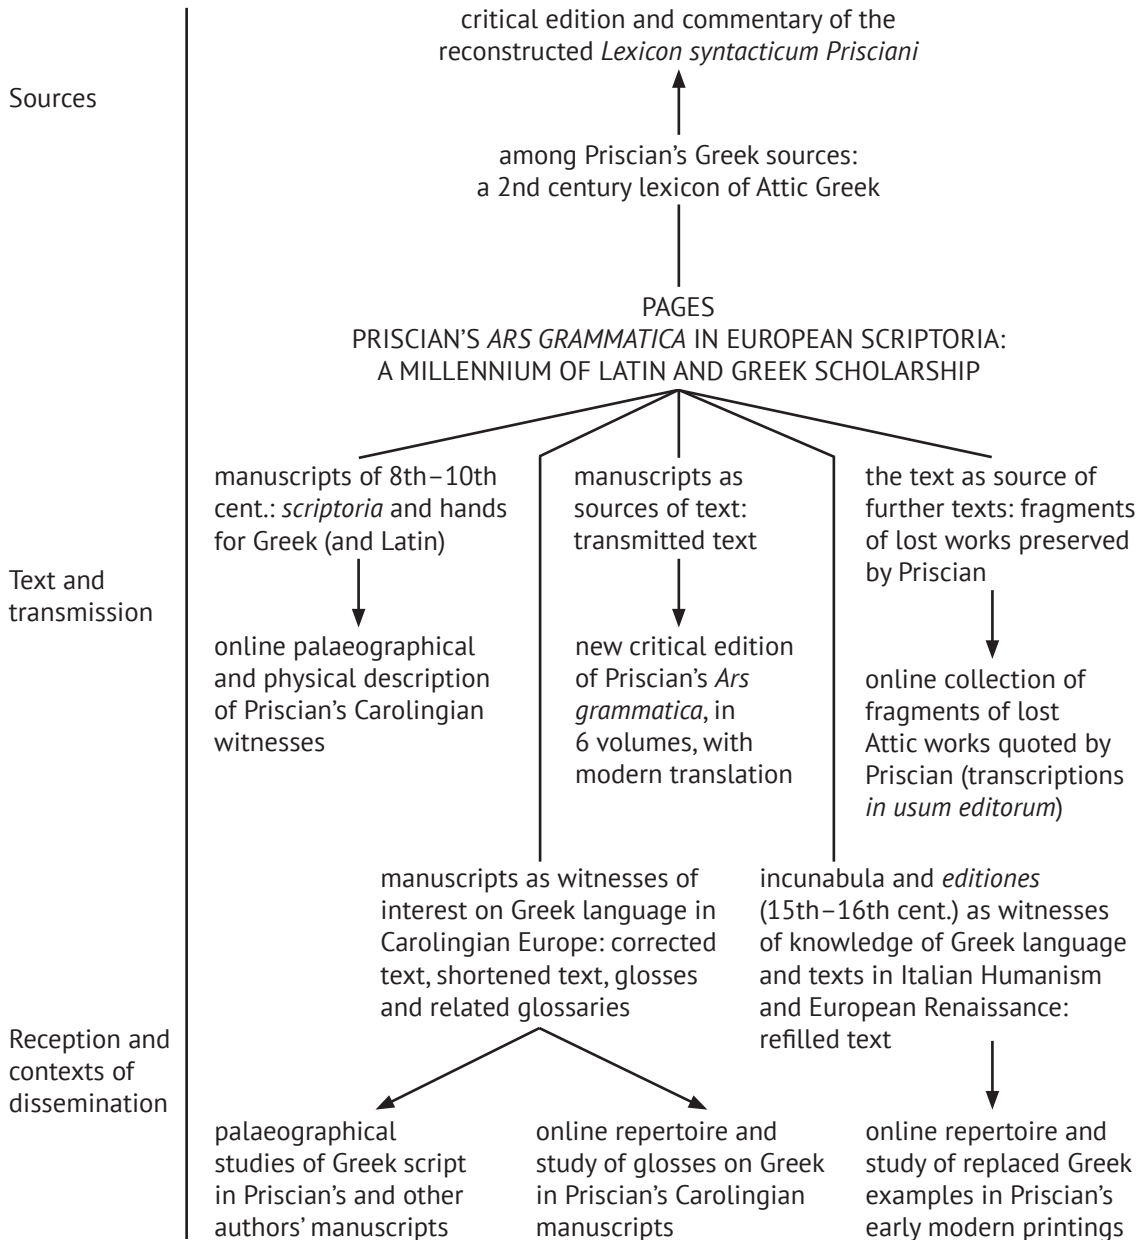 critical edition and commentary of the
reconstructed Lexicon syntacticum Prisciani
Sources
among Priscian’s Greek sources:
a 2nd century lexicon of Attic Greek
PAGES
PRISCIAN’S ARS GRAMMATICA IN EUROPEAN SCRIPTORIA:
A MILLENNIUM OF LATIN AND GREEK SCHOLARSHIP
Text and
transmission
manuscripts of 8th–10th
cent.: scriptoria and hands
for Greek (and Latin)
online palaeographical
and physical description
of Priscian’s Carolingian
witnesses
manuscripts as
sources of text:
transmitted text
new critical edition
of Priscian’s Ars
grammatica, in
6 volumes, with
modern translation
the text as source of
further texts: fragments
of lost works preserved
by Priscian
online collection of
fragments of lost
Attic works quoted by
Priscian (transcriptions
in usum editorum)
Reception and
contexts of
dissemination
manuscripts as witnesses of
interest on Greek language in
Carolingian Europe: corrected
text, shortened text, glosses
and related glossaries
incunabula and editiones
(15th–16th cent.) as witnesses
of knowledge of Greek language
and texts in Italian Humanism
and European Renaissance:
refilled text
palaeographical
studies of Greek script
in Priscian’s and other
authors’ manuscripts
online repertoire and
study of glosses on Greek
in Priscian’s Carolingian
manuscripts
online repertoire and
study of replaced Greek
examples in Priscian’s
early modern printings